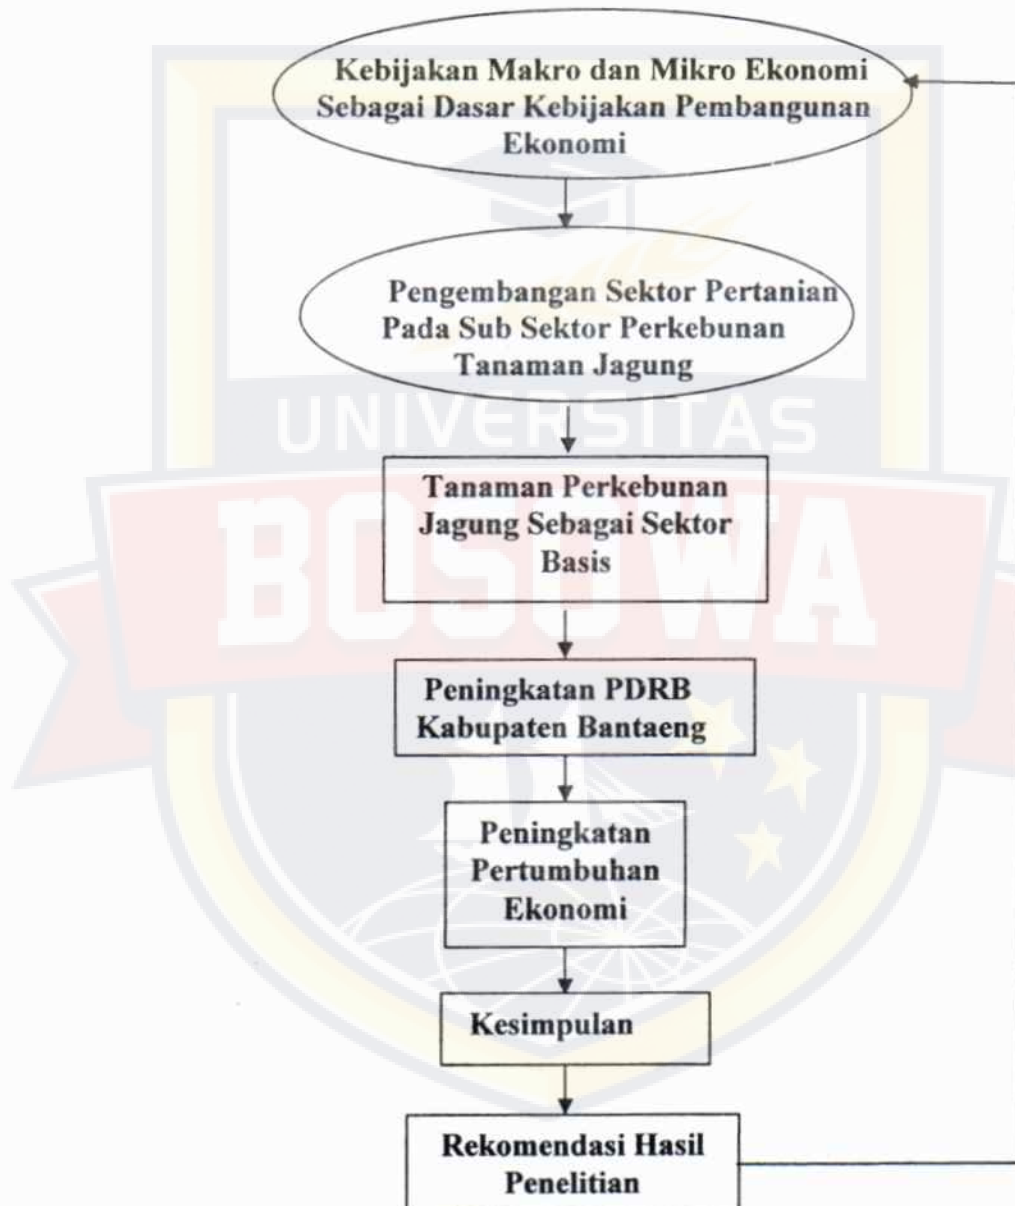 Kebijakan Makro dan Mikro Ekonomi
Sebagai Dasar Kebijakan Pembangunan
Ekonomi
Pengembangan Sektor Pertanian
Pada Sub Sektor Perkebunan
Tanaman Jagung
UNIVERSITAS
Tanaman Perkebunan
Jagung Sebagai Sektor
Basis
BOSOWA
Peningkatan PDRB
Kabupaten Bantaeng
Peningkatan
Pertumbuhan
Ekonomi
Kesimpulan
Rekomendasi Hasil
Penelitian